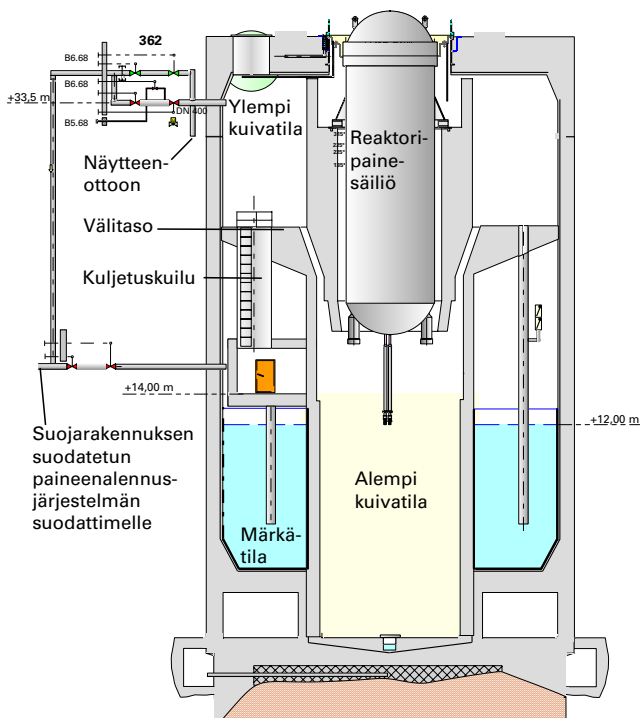 362
B6.68
B6.68
+33,5 m
DN 400
B5.68
Näytteen-
ottoon
Ylempi
kuivatila
Reaktori-
paine-
säiliö
Välitaso
Kuljetuskuilu
+14,00 m
+12,00 m
Suojarakennuksen
suodatetun
paineenalennus-
järjestelmän
suodattimelle
Märkä-
tila
Alempi
kuivatila